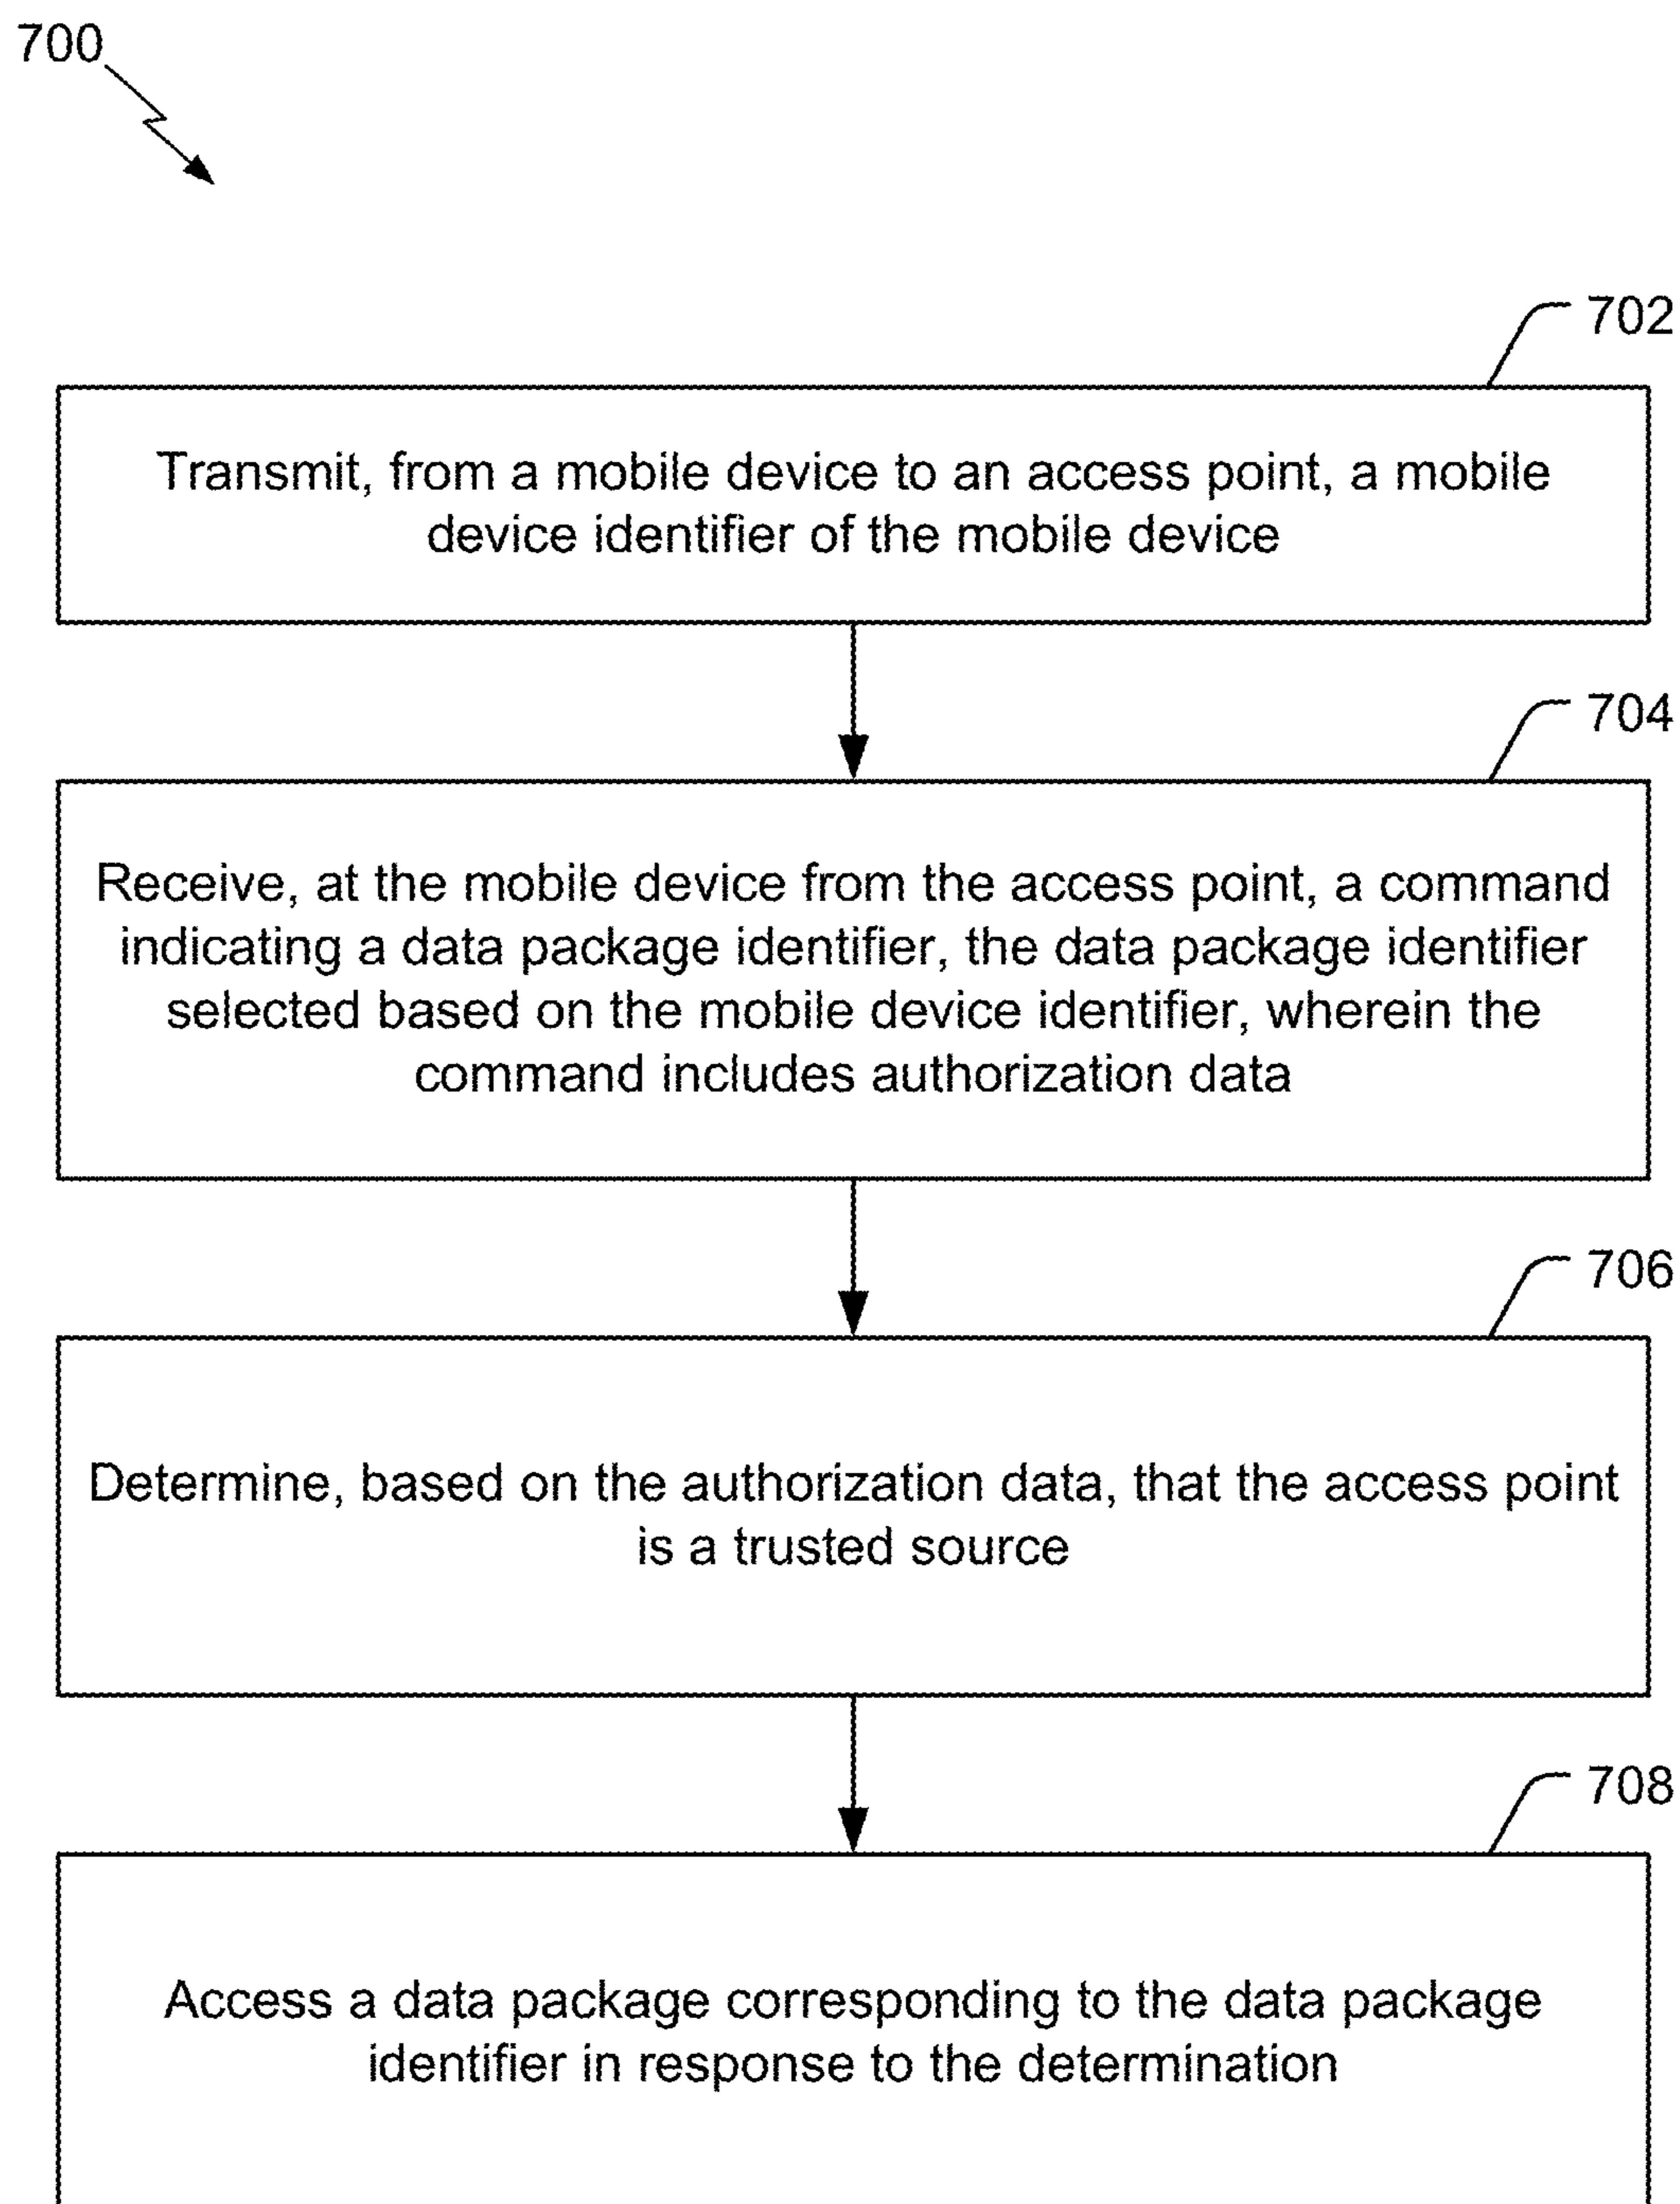 700
702
Transmit, from a mobile device to an access point, a mobile
device identifier of the mobile device
704
Receive, at the mobile device from the access point, a command
indicating a data package identifier, the data package identifier
selected based on the mobile device identifier, wherein the
command includes authorization data
706
Determine, based on the authorization data, that the access point
is a trusted source
708
Access a data package corresponding to the data package
identifier in response to the determination